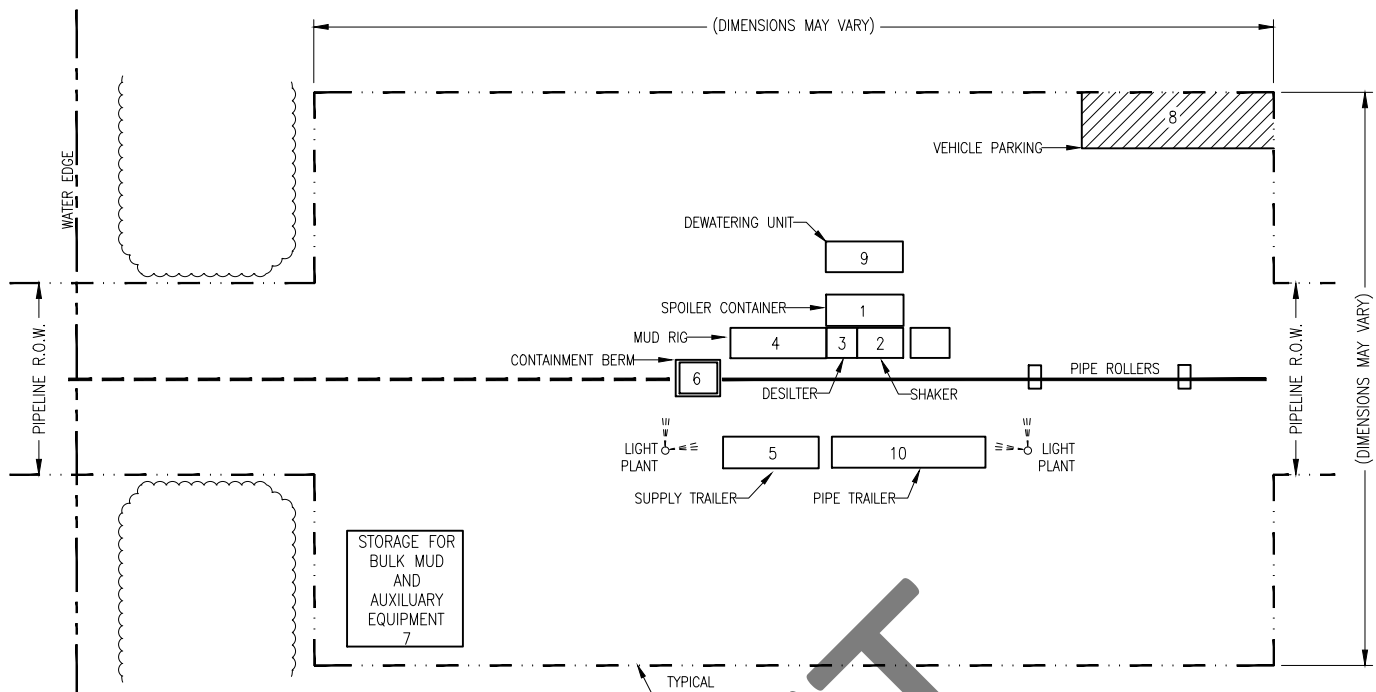 (DIMENSIONS MAY VARY)
8
VEHICLE PARKING
WATER EDGE
DEWATERING UNIT
9
SPOILER CONTAINER
1
MUD RIG
4
3
2
CONTAINMENT BERM
6
DESILTER
SHAKER
PIPE ROLLERS
PIPELINE R.O.W.
PIPELINE R.O.W.
(DIMENSIONS MAY VARY)
LIGHT
PLANT
5
10
LIGHT
PLANT
SUPPLY TRAILER
PIPE TRAILER
STORAGE FOR
BULK MUD
AND
AUXILUARY
EQUIPMENT
7
TYPICAL